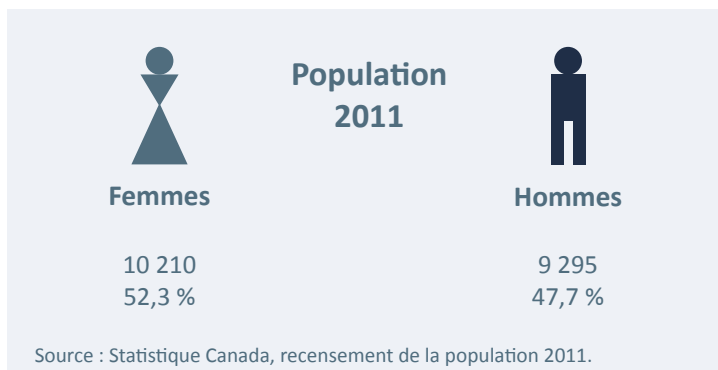 Population
2011
Femmes
Hommes
10 210
52,3 %
9 295
47,7 %
Source : Statistique Canada, recensement de la population 2011.